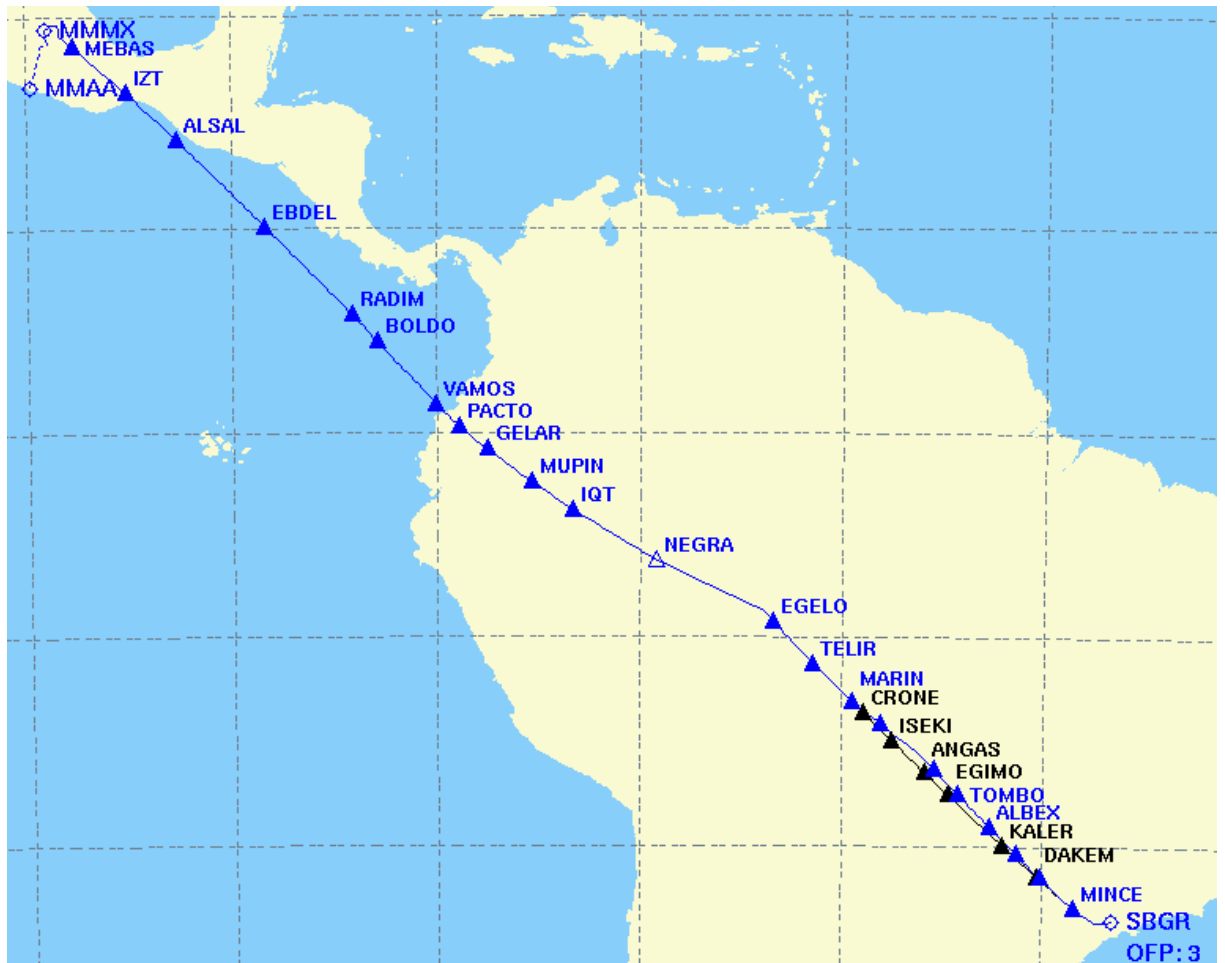 MMMX
MEBAS
IZT
MMAA
ALSAL
EBDEL
RADIM
BOLDO
VAMOS
PACTO
GELAR
MUPIN
IQT
NEGRA
EGELO
TELIR
MARIN
CRONE
ISEKI
ANGAS
EGIMO
TOMBO
ALBEX
KALER
DAKEM
MINCE
SBGR
OFP: 3